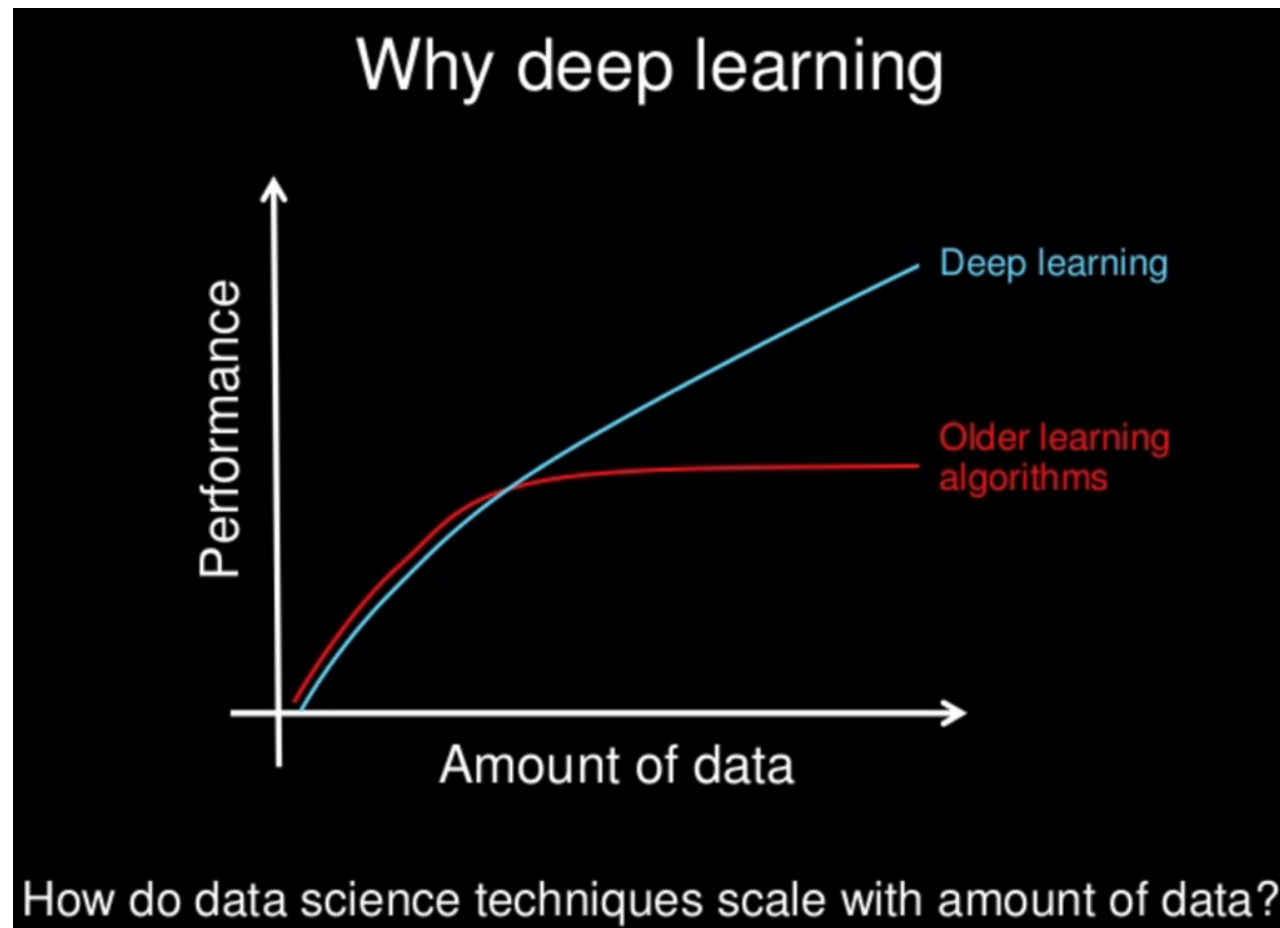 Why deep learning
Performance
Deep learning
Older learning
algorithms
Amount of data
How do data science techniques scale with amount of data?